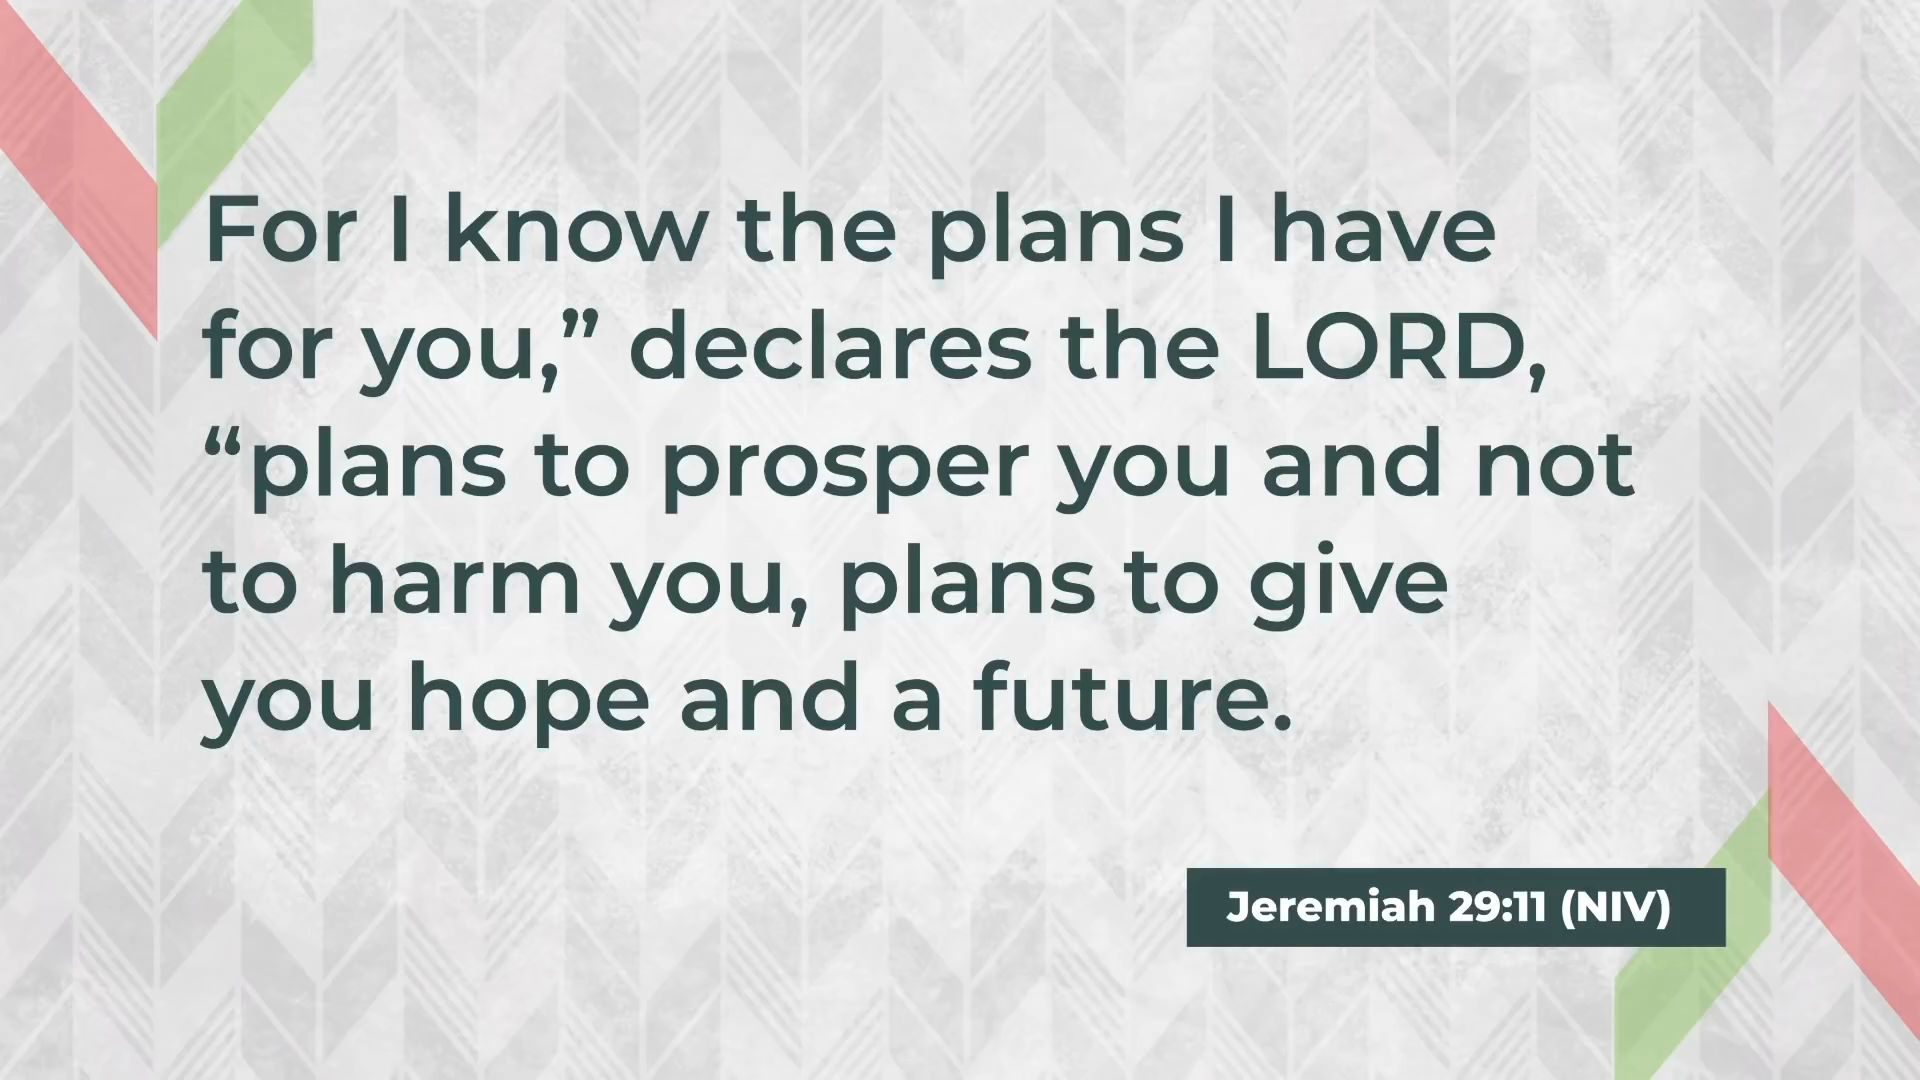 For I know the plans I have
for you,” declares the LORD,
“plans to prosper you and not
to harm you, plans to give
you hope and a future.
Jeremiah 29:11 (NIV)